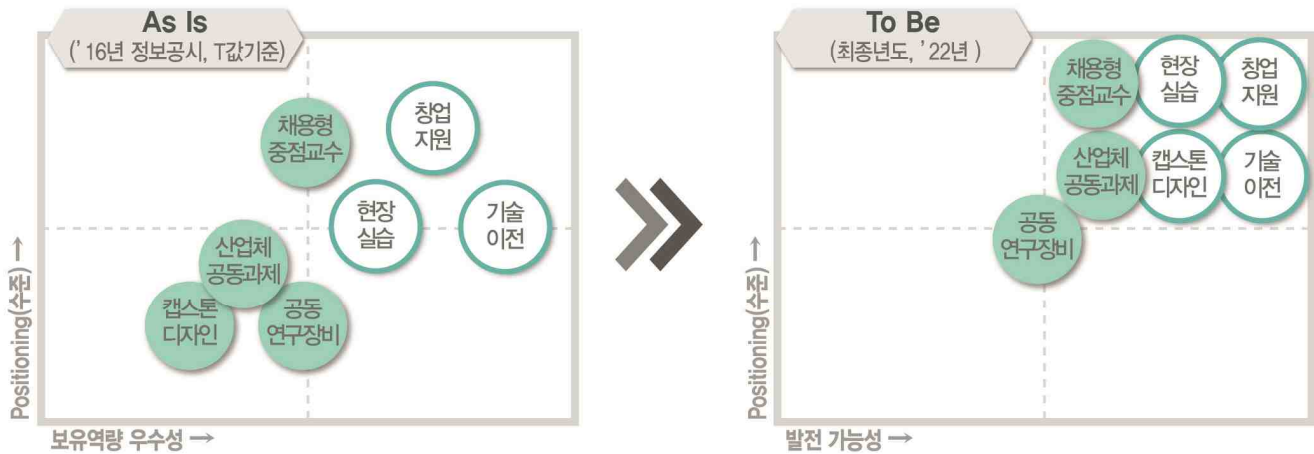 As Is
(’16년 정보공시, T값기준)
채용형
중점교수
창업
지원
현장
실습
기술
이전
산업체
공동과제
캡스톤
디자인
공동
연구장비
Positioning(수준) →
보유역량 우수성 →
To Be
(최종년도, ’22년 )
채용형
중점교수
현장
실습
창업
지원
산업체
공동과제
캡스톤
디자인
기술
이전
공동
연구장비
Positioning(수준) →
발전 가능성 →